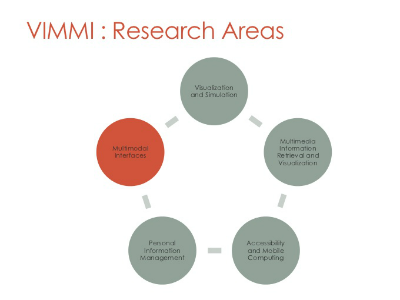 VIMMI : Research Areas
Visualization
and Simulation
Multimodal
Interfaces
Multimedia
Information
Retrieval and
Visualization
Personal
Information
Management
Accessibility
and Mobile
Computing